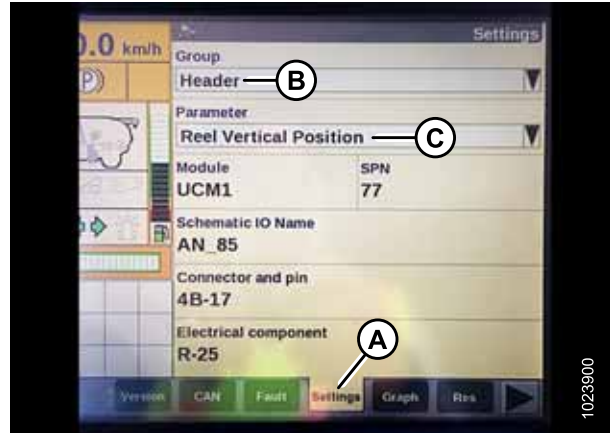 0.0 km/h
Settings
Group
(P)
Header
B
Parameter
Reel Vertical Position
C
Module
SPN
UCM1
77
Schematic IO Name
AN_85
Connector and pin
4B-17
Electrical component
A
R-25
Version
CAN
Fault
Settings
Graph
Res
1023900